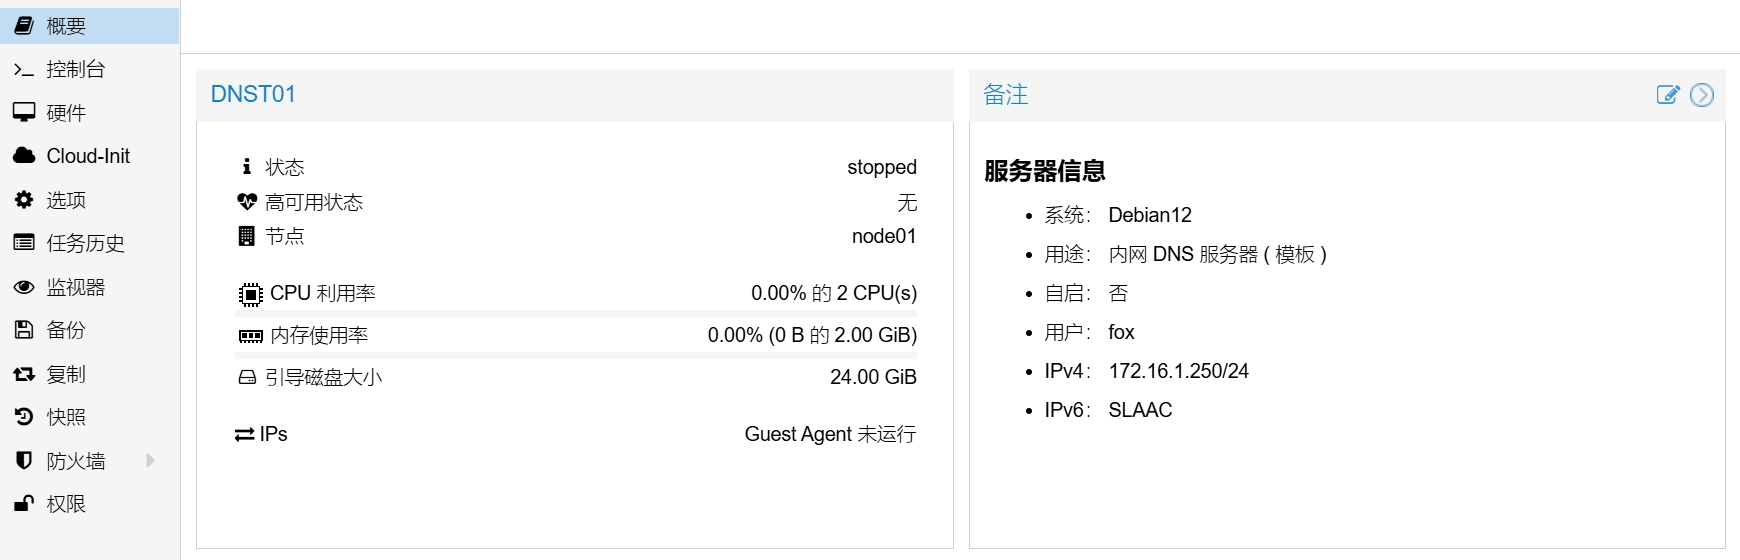 概要
控制台
硬件
Cloud-Init
选项
任务历史
监视器
备份
复制
快照
防火墙
权限
DNST01
状态 stopped
高可用状态 无
节点 node01
CPU 利用率 0.00% 的 2 CPU(s)
内存使用率 0.00% (0 B 的 2.00 GiB)
引导磁盘大小 24.00 GiB
IPs Guest Agent 未运行
备注
服务器信息
系统： Debian12
用途： 内网 DNS 服务器 ( 模板 )
自启： 否
用户： fox
IPv4： 172.16.1.250/24
IPv6： SLAAC